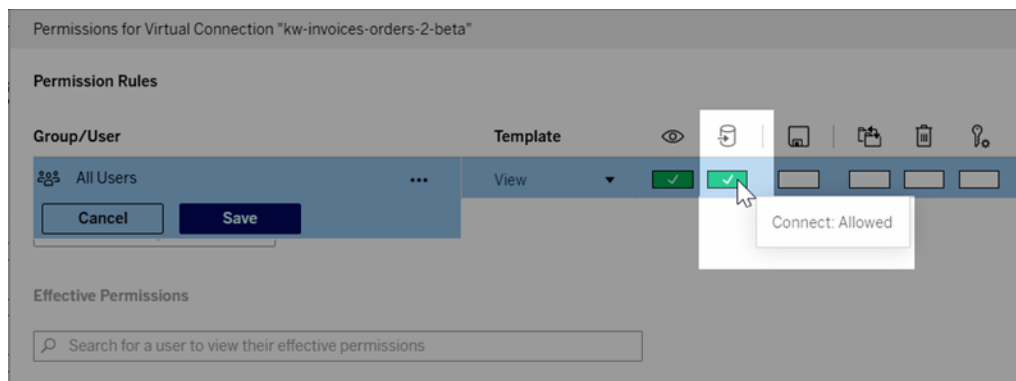 Permissions for Virtual Connection "kw-invoices-orders-2-beta"
Permission Rules
Group/User Template
All Users ••• View
Cancel Save
Connect: Allowed
Effective Permissions
Search for a user to view their effective permissions